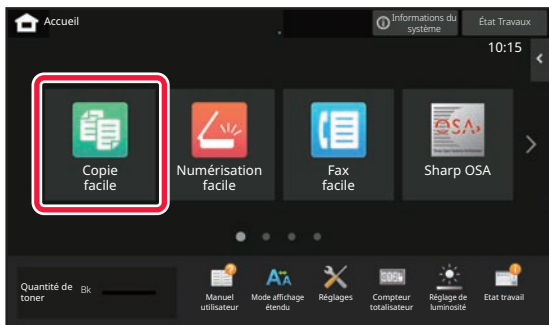 Accueil
Informations du
système
État Travaux
10:15
Copie
facile
Numérisation
facile
Fax
facile
OSA
Sharp OSA
Quantité de
toner
Bk
Manuel
utilisateur
Mode affichage
étendu
Réglages
Compteur
totalisateur
Réglage de
luminosité
Etat travail